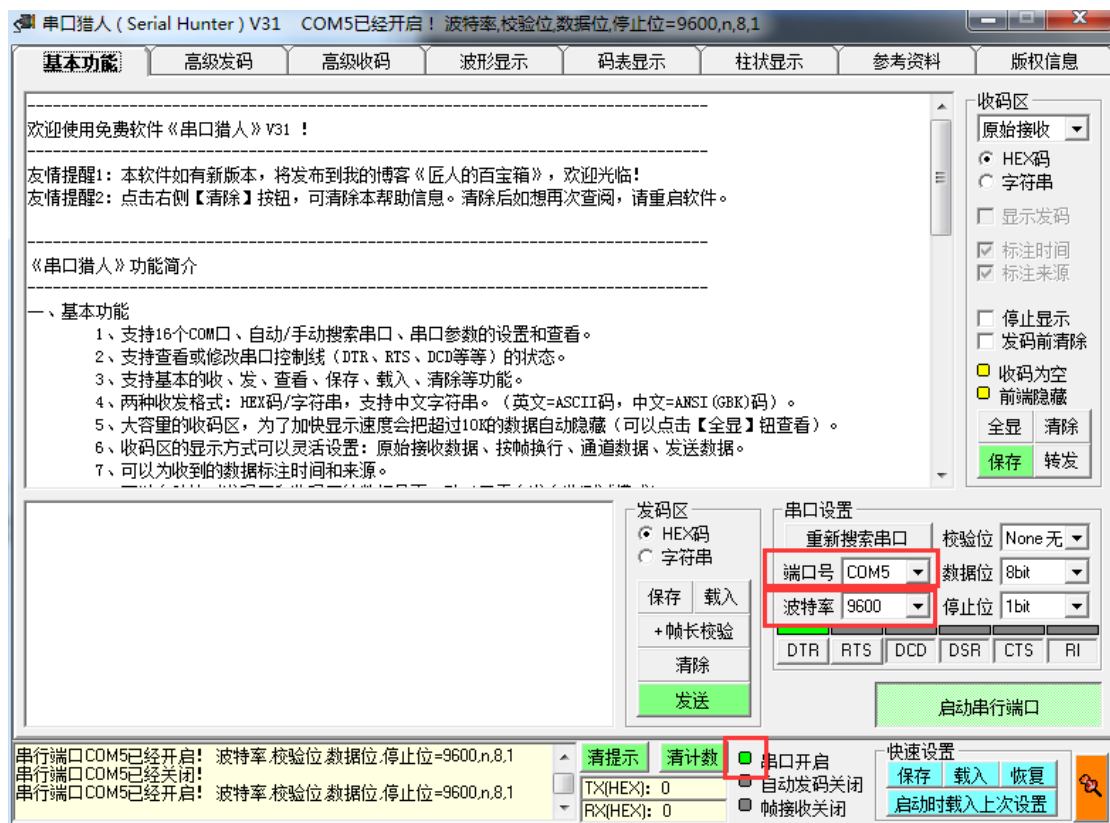 串口猎人 ( Serial Hunter ) V31 COM5已经开启！波特率,校验位,数据位,停止位=9600,n,8,1
基本功能 高级发码 高级收码 波形显示 码表显示 柱状显示 参考资料 版权信息
--------------------------------------------------------------------------------
欢迎使用免费软件《串口猎人》V31 !
--------------------------------------------------------------------------------
友情提醒1: 本软件如有新版本，将发布到我的博客《匠人的百宝箱》，欢迎光临!
友情提醒2: 点击右侧【清除】按钮，可清除本帮助信息。清除后如想再次查阅，请重启软件。
--------------------------------------------------------------------------------
《串口猎人》功能简介
--------------------------------------------------------------------------------
一、基本功能
1、支持16个COM口、自动/手动搜索串口、串口参数的设置和查看。
2、支持查看或修改串口控制线（DTR、RTS、DCD等等）的状态。
3、支持基本的收、发、查看、保存、载入、清除等功能。
4、两种收发格式: HEX码/字符串，支持中文字符串。（英文=ASCII码，中文=ANSI(GBK)码）。
5、大容量的收码区，为了加快显示速度会把超过10K的数据自动隐藏（可以点击【全显】钮查看）。
6、收码区的显示方式可以灵活设置: 原始接收数据、按帧换行、通道数据、发送数据。
7、可以为收到的数据标注时间和来源。
收码区
原始接收
HEX码
字符串
显示发码
标注时间
标注来源
停止显示
发码前清除
收码为空
前端隐藏
全显 清除
保存 转发
发码区
HEX码
字符串
保存 载入
+帧长校验
清除
发送
串口设置
重新搜索串口 校验位 None 无
端口号 COM5 数据位 8bit
波特率 9600 停止位 1bit
DTR RTS DCD DSR CTS RI
启动串行端口
串行端口COM5已经开启! 波特率,校验位,数据位,停止位=9600,n,8,1
串行端口COM5已经关闭!
串行端口COM5已经开启! 波特率,校验位,数据位,停止位=9600,n,8,1
清提示 清计数
TX(HEX): 0
RX(HEX): 0
串口开启
自动发码关闭
帧接收关闭
快速设置
保存 载入 恢复
启动时载入上次设置